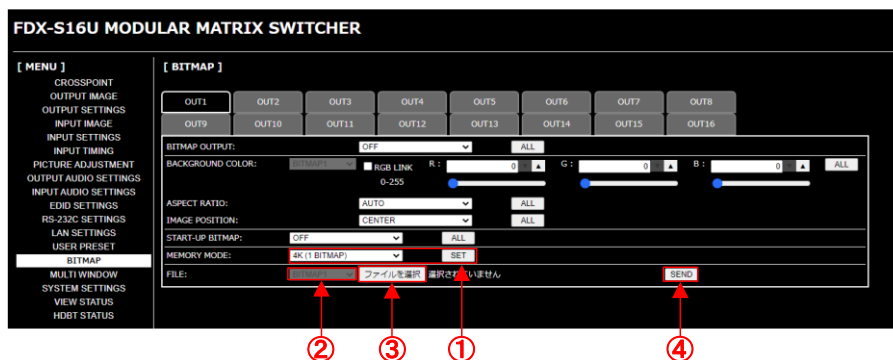 FDX-S16U MODULAR MATRIX SWITCHER
[ MENU ]
CROSSPOINT
OUTPUT IMAGE
OUTPUT SETTINGS
INPUT IMAGE
INPUT SETTINGS
INPUT TIMING
PICTURE ADJUSTMENT
OUTPUT AUDIO SETTINGS
INPUT AUDIO SETTINGS
EDID SETTINGS
RS-232C SETTINGS
LAN SETTINGS
USER PRESET
BITMAP
MULTI WINDOW
SYSTEM SETTINGS
VIEW STATUS
HDBT STATUS
[ BITMAP ]
OUT1 OUT2 OUT3 OUT4 OUT5 OUT6 OUT7 OUT8
OUT9 OUT10 OUT11 OUT12 OUT13 OUT14 OUT15 OUT16
BITMAP OUTPUT: OFF ALL
BACKGROUND COLOR: BITMAP1 RGB LINK R : 0 G : 0 B : 0 ALL
0-255
ASPECT RATIO: AUTO ALL
IMAGE POSITION: CENTER ALL
START-UP BITMAP: OFF ALL
MEMORY MODE: 4K (1 BITMAP) SET
FILE: BITMAP1 ファイルを選択 選択されていません SEND
② ③ ① ④